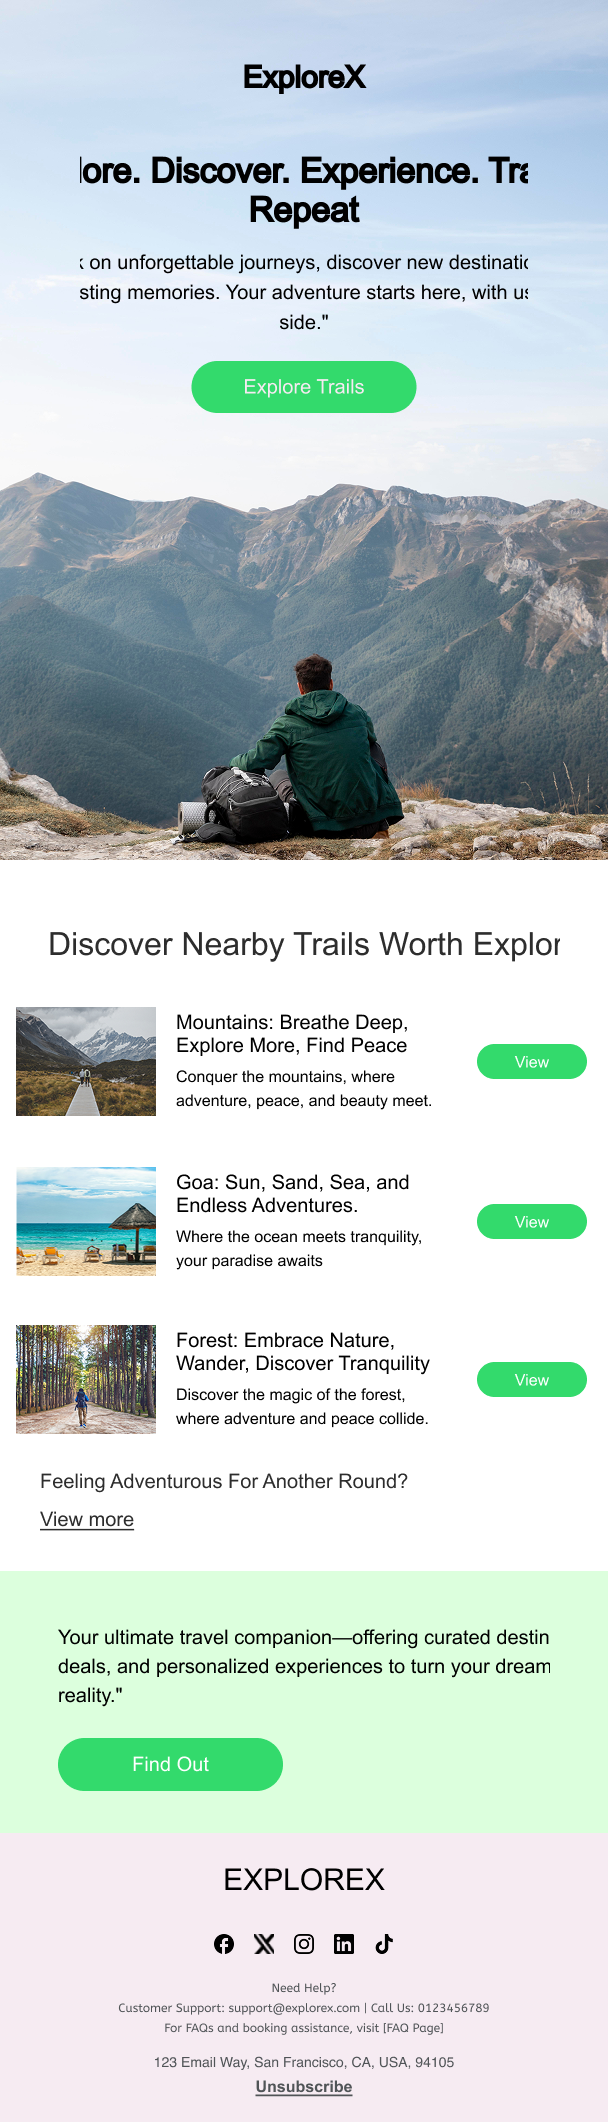 ExploreX
lore. Discover. Experience. Tra
Repeat
on unforgettable journeys, discover new destinatio
sting memories. Your adventure starts here, with us
side."
Explore Trails
Discover Nearby Trails Worth Explor
Mountains: Breathe Deep,
Explore More, Find Peace
Conquer the mountains, where
adventure, peace, and beauty meet.
View
Goa: Sun, Sand, Sea, and
Endless Adventures.
Where the ocean meets tranquility,
your paradise awaits
View
Forest: Embrace Nature,
Wander, Discover Tranquility
Discover the magic of the forest,
where adventure and peace collide.
View
Feeling Adventurous For Another Round?
View more
Your ultimate travel companion—offering curated destin
deals, and personalized experiences to turn your dream
reality."
Find Out
EXPLOREX
Need Help?
Customer Support: support@explorex.com | Call Us: 0123456789
For FAQs and booking assistance, visit [FAQ Page]
123 Email Way, San Francisco, CA, USA, 94105
Unsubscribe